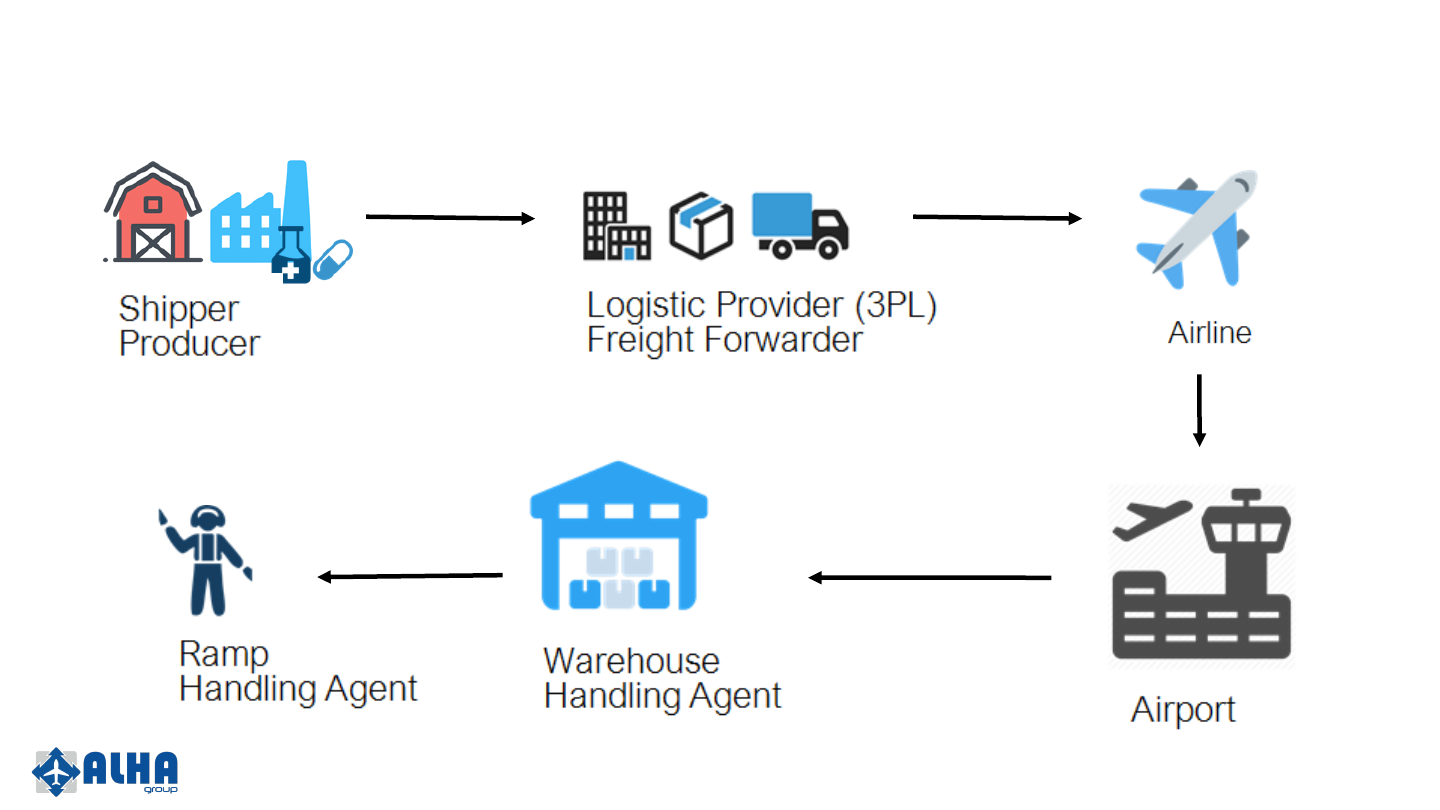 Shipper
Producer
Logistic Provider (3PL)
Freight Forwarder
Airline
Ramp
Handling Agent
Warehouse
Handling Agent
Airport
ALHA
group